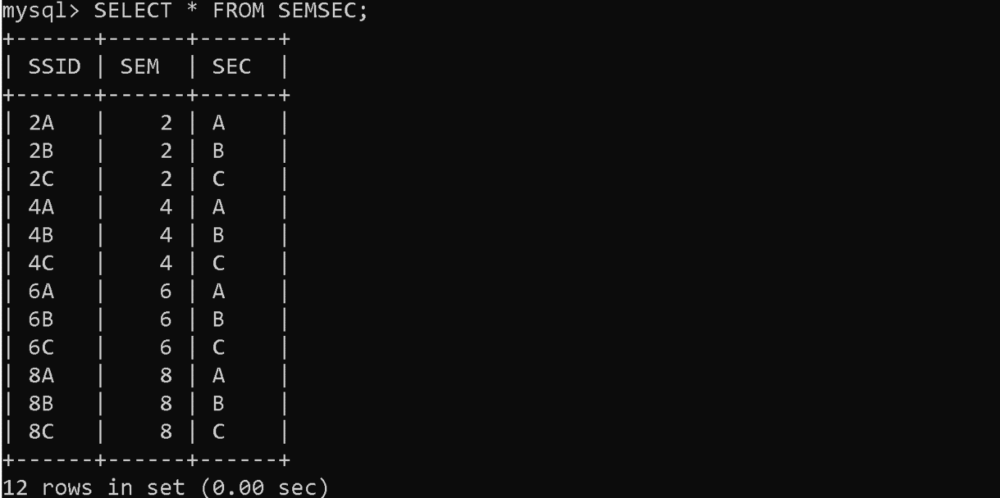 mysql> SELECT * FROM SEMSEC;
+------+------+------+
| SSID | SEM  | SEC  |
+------+------+------+
| 2A   |    2 | A    |
| 2B   |    2 | B    |
| 2C   |    2 | C    |
| 4A   |    4 | A    |
| 4B   |    4 | B    |
| 4C   |    4 | C    |
| 6A   |    6 | A    |
| 6B   |    6 | B    |
| 6C   |    6 | C    |
| 8A   |    8 | A    |
| 8B   |    8 | B    |
| 8C   |    8 | C    |
+------+------+------+
12 rows in set (0.00 sec)